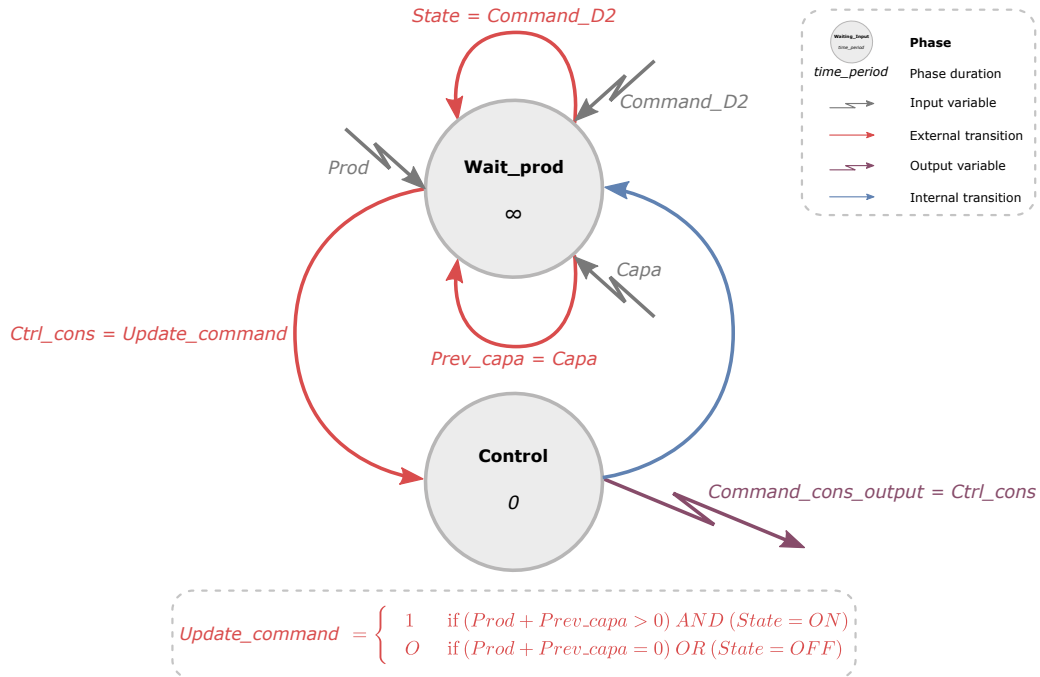 State = Command_D2
Command_D2
Prod
Wait_prod
∞
Capa
Ctrl_cons = Update_command
Prev_capa = Capa
Control
0
Command_cons_output = Ctrl_cons
Update_command = { 1 if (Prod + Prev_capa > 0) AND (State = ON)
O if (Prod + Prev_capa = 0) OR (State = OFF)
Waiting_Input
time_period
Phase
time_period Phase duration
Input variable
External transition
Output variable
Internal transition